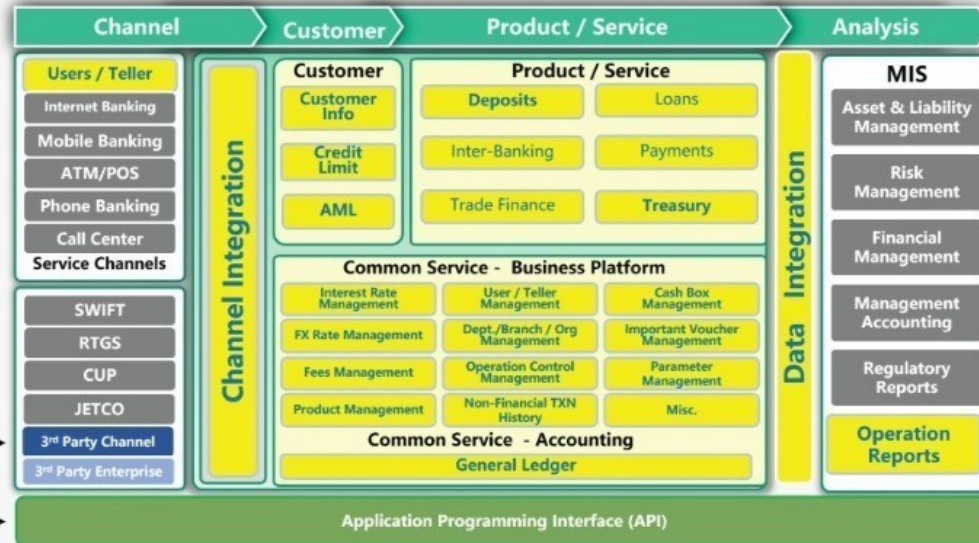 Channel
Customer
Product / Service
Analysis
Users / Teller
Internet Banking
Mobile Banking
ATM/POS
Phone Banking
Call Center
Service Channels
SWIFT
RTGS
CUP
JETCO
3rd Party Channel
3rd Party Enterprise
Channel Integration
Customer
Customer
Info
Credit
Limit
AML
Product / Service
Deposits
Loans
Inter-Banking
Payments
Trade Finance
Treasury
Common Service - Business Platform
Interest Rate
Management
User / Teller
Management
Cash Box
Management
FX Rate Management
Dept./Branch / Org
Management
Important Voucher
Management
Fees Management
Operation Control
Management
Parameter
Management
Product Management
Non-Financial TXN
History
Misc.
Common Service - Accounting
General Ledger
Data Integration
MIS
Asset & Liability
Management
Risk
Management
Financial
Management
Management
Accounting
Regulatory
Reports
Operation
Reports
Application Programming Interface (API)